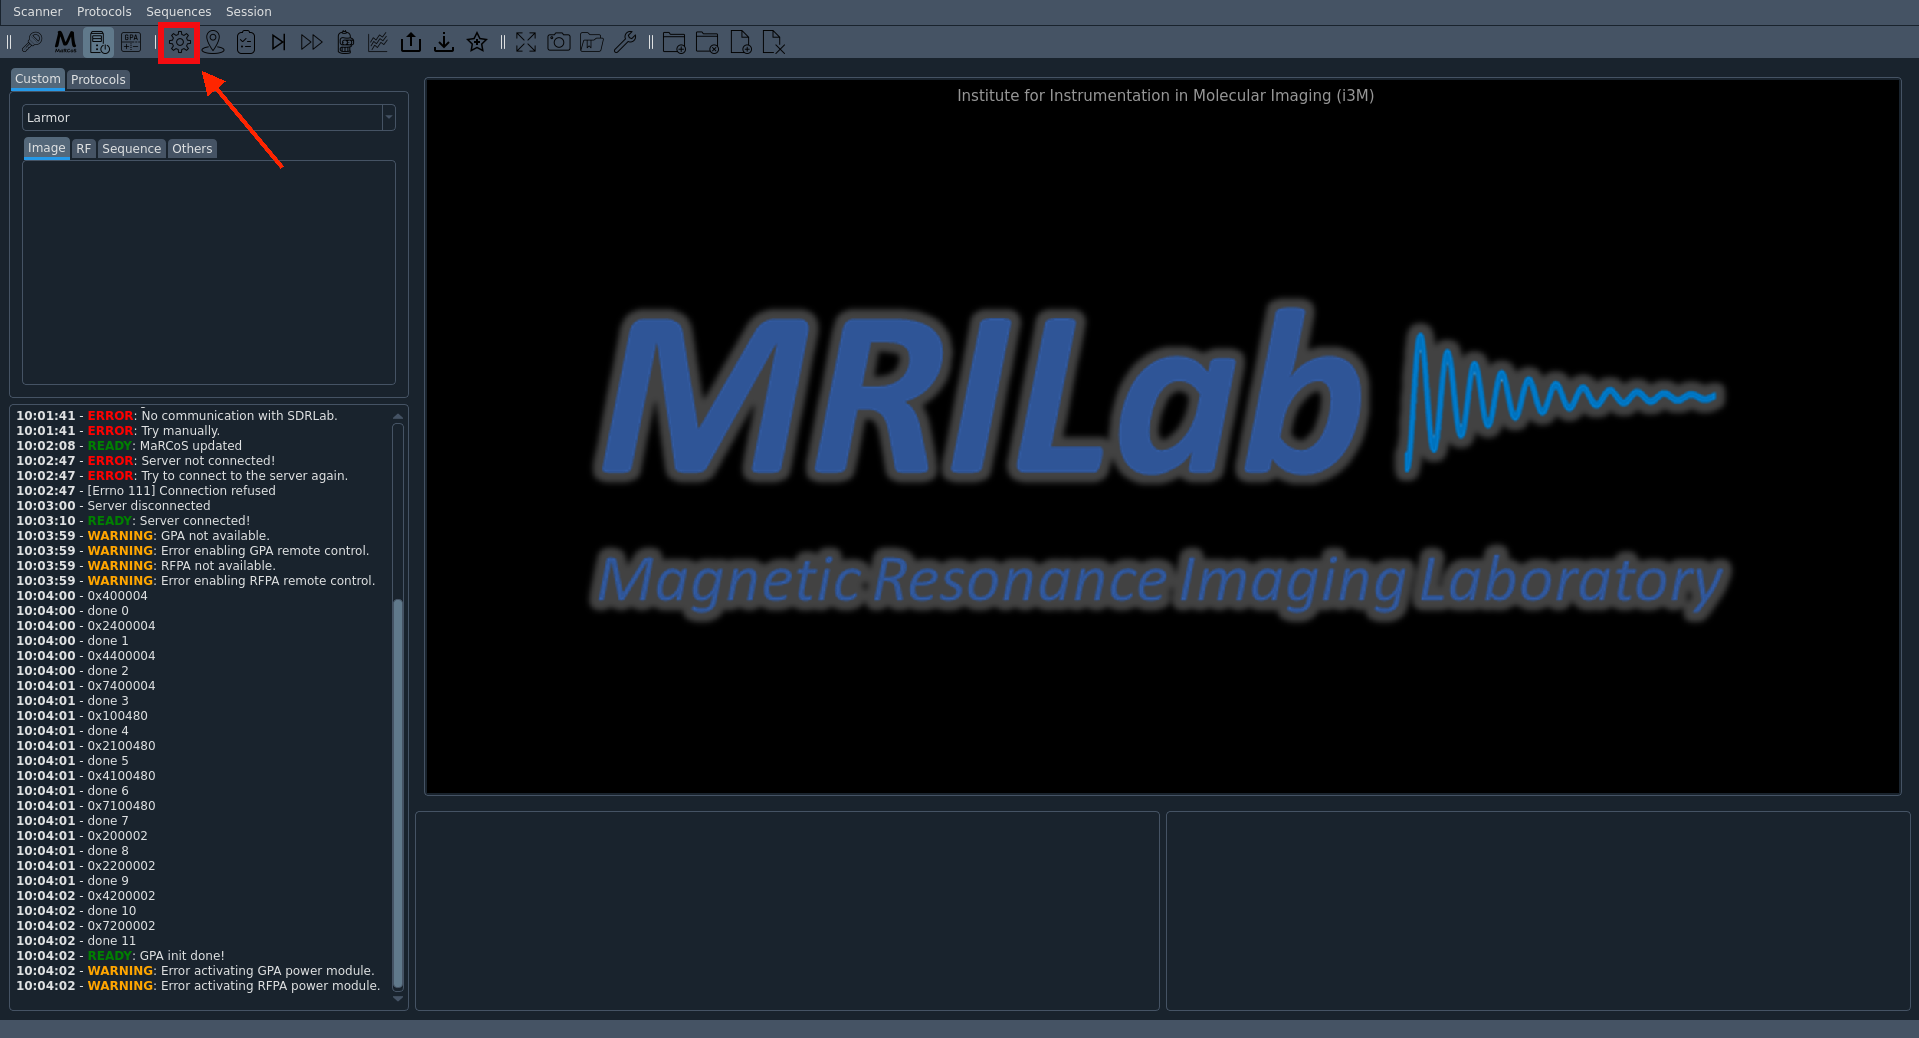 Scanner Protocols Sequences Session
M
MaRCoS
GPA
Custom Protocols
Larmor
Image RF Sequence Others
10:01:41 - ERROR: No communication with SDRLab.
10:01:41 - ERROR: Try manually.
10:02:08 - READY: MaRCoS updated
10:02:47 - ERROR: Server not connected!
10:02:47 - ERROR: Try to connect to the server again.
10:02:47 - [Errno 111] Connection refused
10:03:00 - Server disconnected
10:03:10 - READY: Server connected!
10:03:59 - WARNING: GPA not available.
10:03:59 - WARNING: Error enabling GPA remote control.
10:03:59 - WARNING: RFPA not available.
10:03:59 - WARNING: Error enabling RFPA remote control.
10:04:00 - 0x400004
10:04:00 - done 0
10:04:00 - 0x2400004
10:04:00 - done 1
10:04:00 - 0x4400004
10:04:00 - done 2
10:04:01 - 0x7400004
10:04:01 - done 3
10:04:01 - 0x100480
10:04:01 - done 4
10:04:01 - 0x2100480
10:04:01 - done 5
10:04:01 - 0x4100480
10:04:01 - done 6
10:04:01 - 0x7100480
10:04:01 - done 7
10:04:01 - 0x200002
10:04:01 - done 8
10:04:01 - 0x2200002
10:04:01 - done 9
10:04:02 - 0x4200002
10:04:02 - done 10
10:04:02 - 0x7200002
10:04:02 - done 11
10:04:02 - READY: GPA init done!
10:04:02 - WARNING: Error activating GPA power module.
10:04:02 - WARNING: Error activating RFPA power module.
Institute for Instrumentation in Molecular Imaging (i3M)
MRILab
Magnetic Resonance Imaging Laboratory